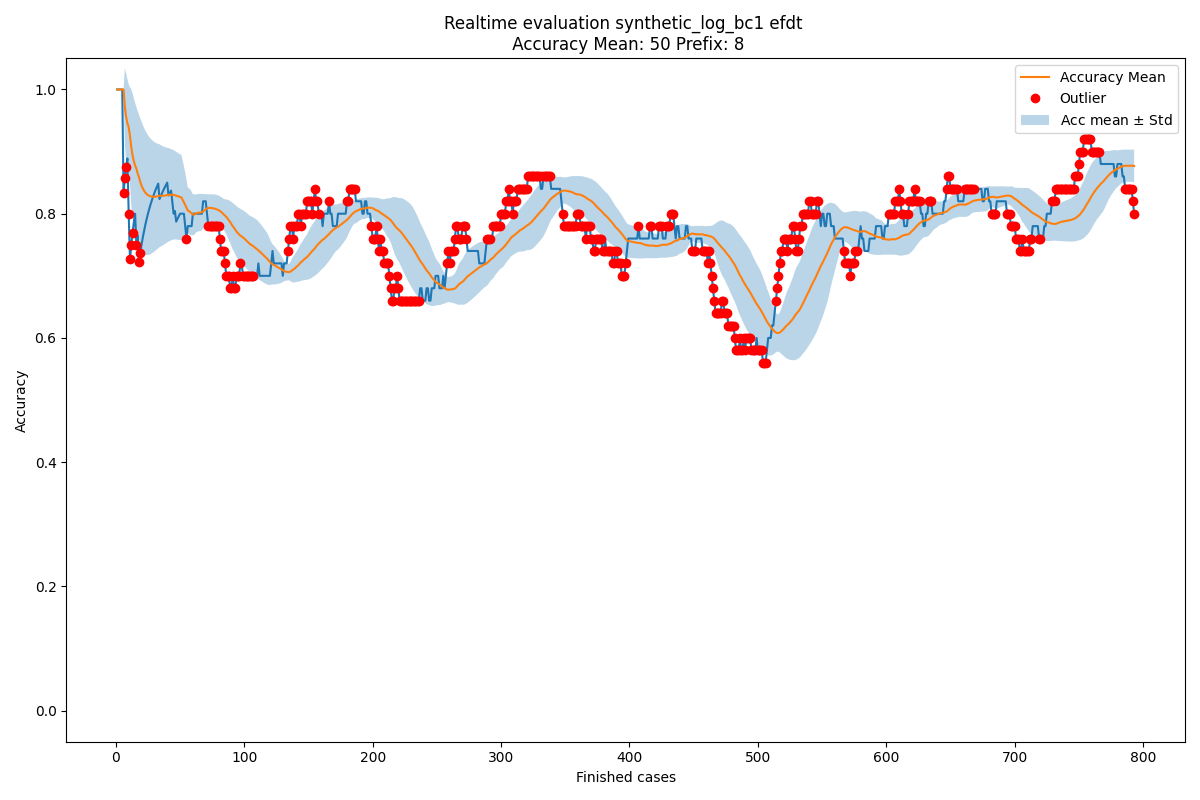 Realtime evaluation synthetic_log_bc1 efdt
Accuracy Mean: 50 Prefix: 8
Accuracy Mean
Outlier
Acc mean ± Std
Accuracy
1.0
0.8
0.6
0.4
0.2
0.0
0 100 200 300 400 500 600 700 800
Finished cases